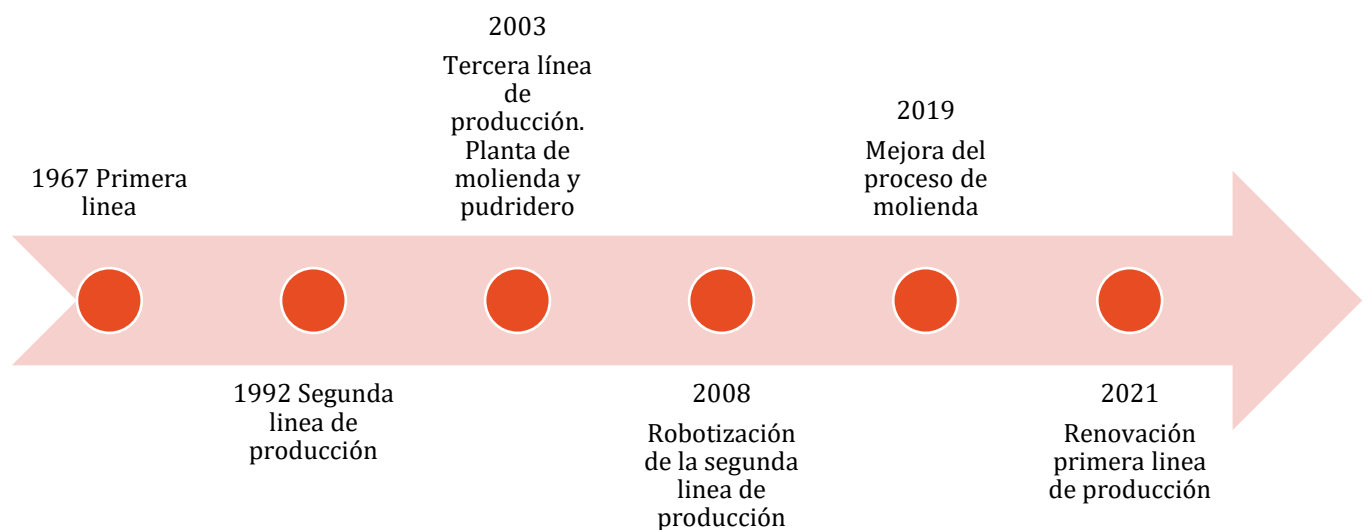 1967 Primera
linea
1992 Segunda
linea de
producción
2003
Tercera línea
de
producción.
Planta de
molienda y
pudridero
2008
Robotización
de la segunda
linea de
producción
2019
Mejora del
proceso de
molienda
2021
Renovación
primera linea
de producción